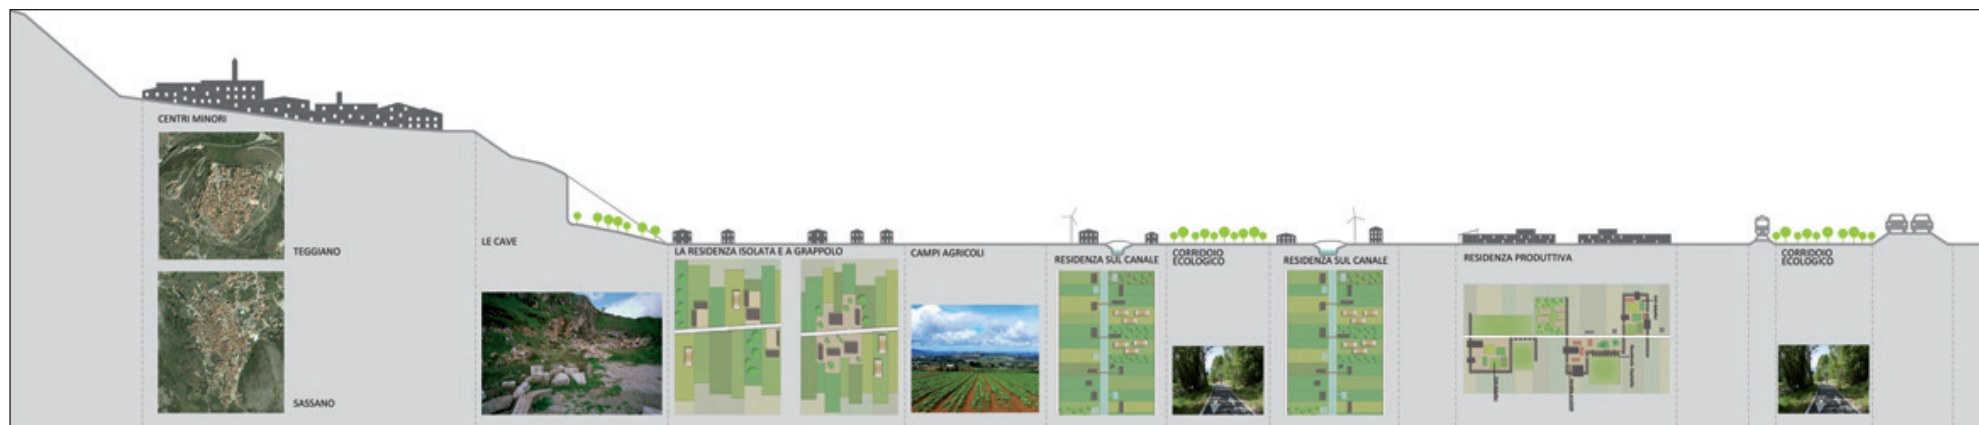 CENTRI MINORI
TEGGIANO
SASSANO
LE CAVE
LA RESIDENZA ISOLATA E A GRAPPOLO
CAMPI AGRICOLI
RESIDENZA SUL CANALE
CORRIDOIO
ECOLOGICO
RESIDENZA SUL CANALE
RESIDENZA PRODUTTIVA
CORRIDOIO
ECOLOGICO